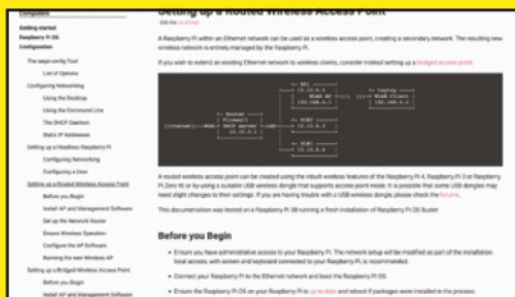 Computers
Getting started
Raspberry Pi OS
Configuration
The raspi-config Tool
List of Options
Configuring Networking
Using the Desktop
Using the Command Line
The DHCP Daemon
Static IP Addresses
Setting up a Headless Raspberry Pi
Configuring Networking
Configuring a User
Setting up a Routed Wireless Access Point
Before you Begin
Install AP and Management Software
Set up the Network Router
Ensure Wireless Operation
Configure the AP Software
Running the new Wireless AP
Setting up a Bridged Wireless Access Point
Before you Begin
Install AP and Management Software
Setting up a Routed Wireless Access Point
Edit this on GitHub
A Raspberry Pi within an Ethernet network can be used as a wireless access point, creating a secondary network. The resulting new
wireless network is entirely managed by the Raspberry Pi.
If you wish to extend an existing Ethernet network to wireless clients, consider instead setting up a bridged access point.
A routed wireless access point can be created using the inbuilt wireless features of the Raspberry Pi 4, Raspberry Pi 3 or Raspberry
Pi Zero W, or by using a suitable USB wireless dongle that supports access point mode. It is possible that some USB dongles may
need slight changes to their settings. If you are having trouble with a USB wireless dongle, please check the forums.
This documentation was tested on a Raspberry Pi 3B running a fresh installation of Raspberry Pi OS Buster.
Before you Begin
• Ensure you have administrative access to your Raspberry Pi. The network setup will be modified as part of the installation:
local access, with screen and keyboard connected to your Raspberry Pi, is recommended.
• Connect your Raspberry Pi to the Ethernet network and boot the Raspberry Pi OS.
• Ensure the Raspberry Pi OS on your Raspberry Pi is up-to-date and reboot if packages were installed in the process.